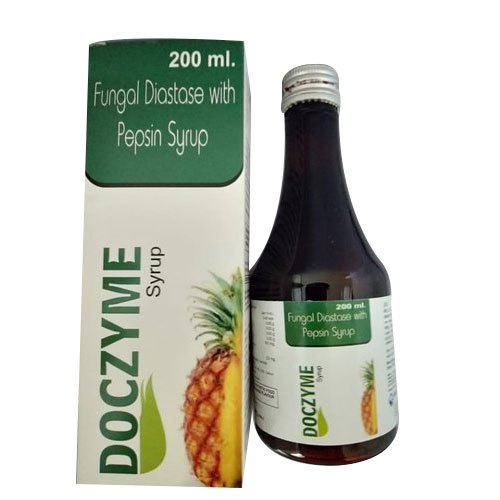 200 ml.
Fungal Diastase with
Pepsin Syrup
DOCZYME
Syrup
200 ml.
Fungal Diastase with
Pepsin Syrup
DOCZYME
Syrup